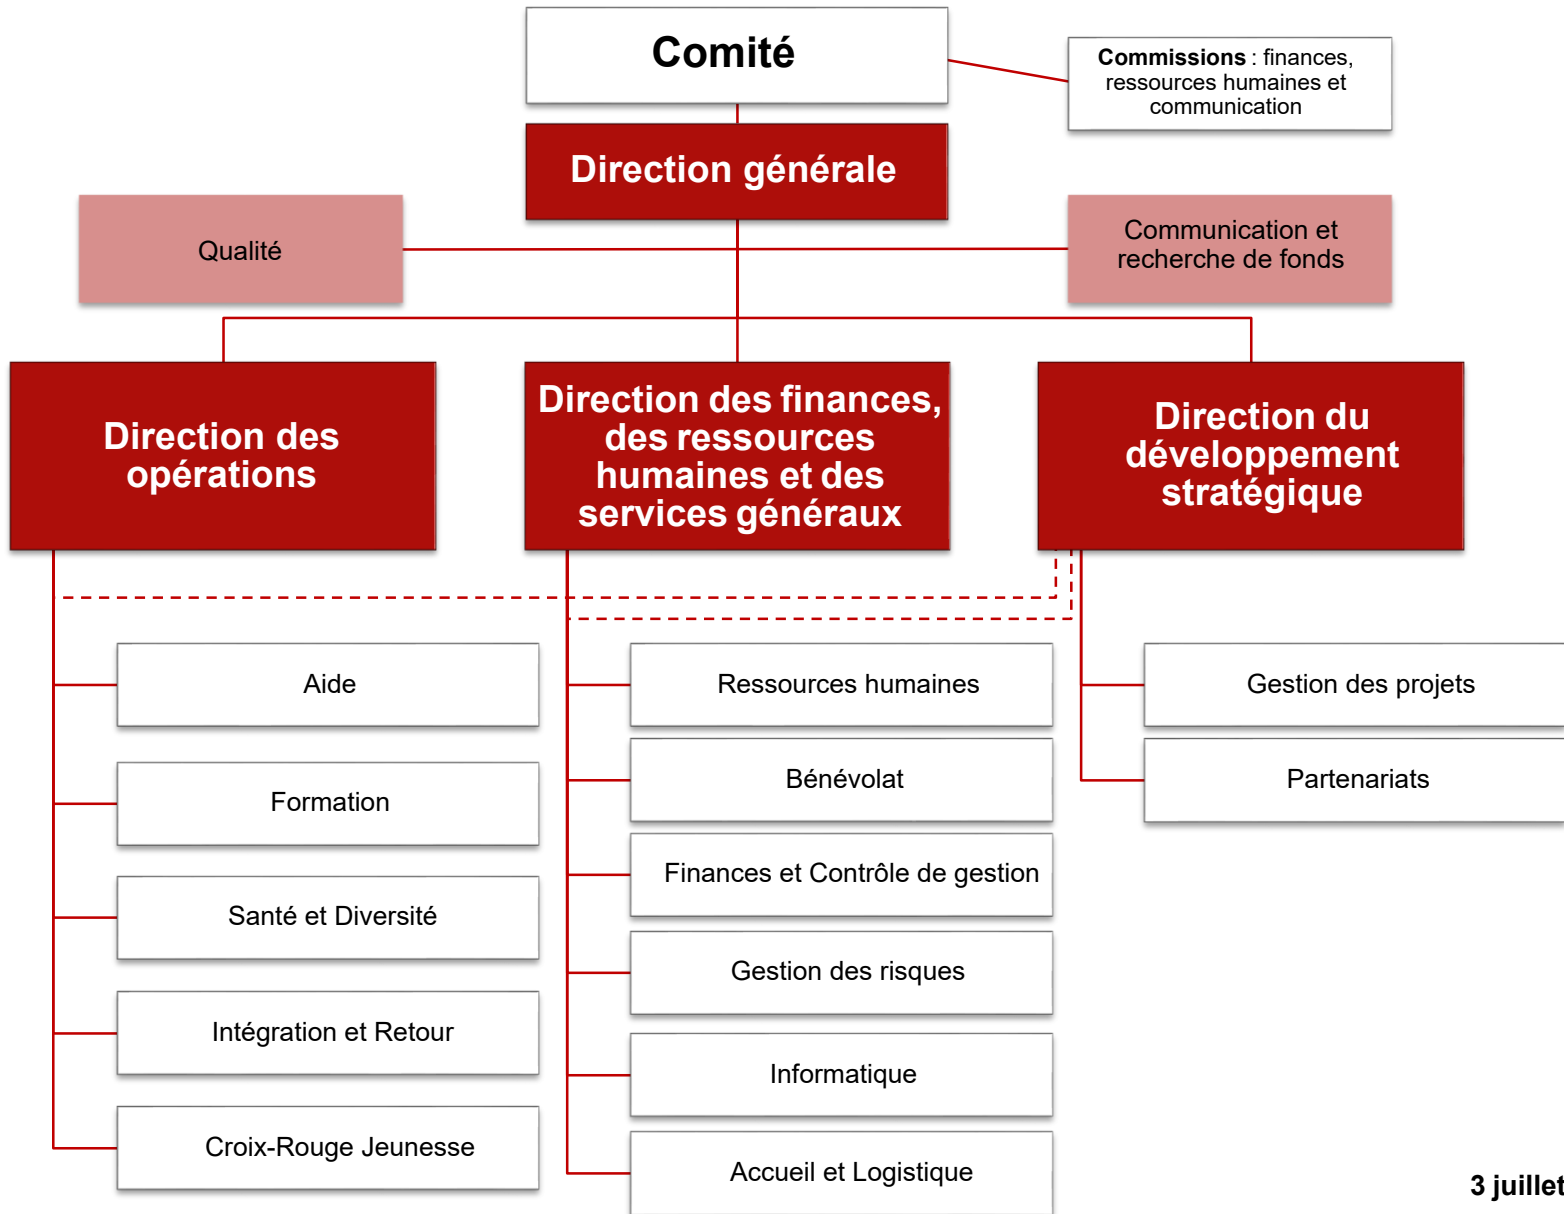 Comité
Commissions : finances,
ressources humaines et
communication
Direction générale
Qualité
Communication et
recherche de fonds
Direction des
opérations
Direction des finances,
des ressources
humaines et des
services généraux
Direction du
développement
stratégique
Aide
Formation
Santé et Diversité
Intégration et Retour
Croix-Rouge Jeunesse
Ressources humaines
Bénévolat
Finances et Contrôle de gestion
Gestion des risques
Informatique
Accueil et Logistique
Gestion des projets
Partenariats
3 juillet